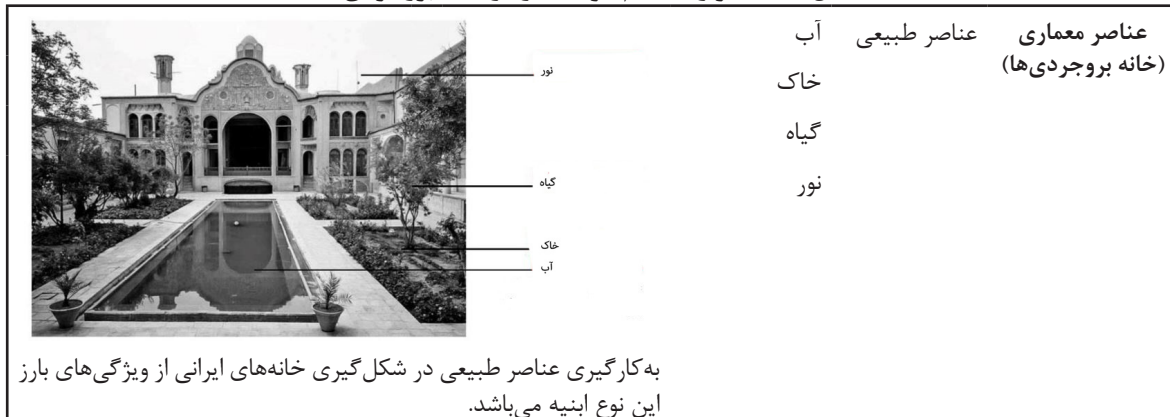 عناصر معماری
(خانه بروجردی‌ها)
عناصر طبیعی
آب
خاک
گیاه
نور
نور
گیاه
خاک
آب
به‌کارگیری عناصر طبیعی در شکل‌گیری خانه‌های ایرانی از ویژگی‌های بارز
این نوع ابنیه می‌باشد.